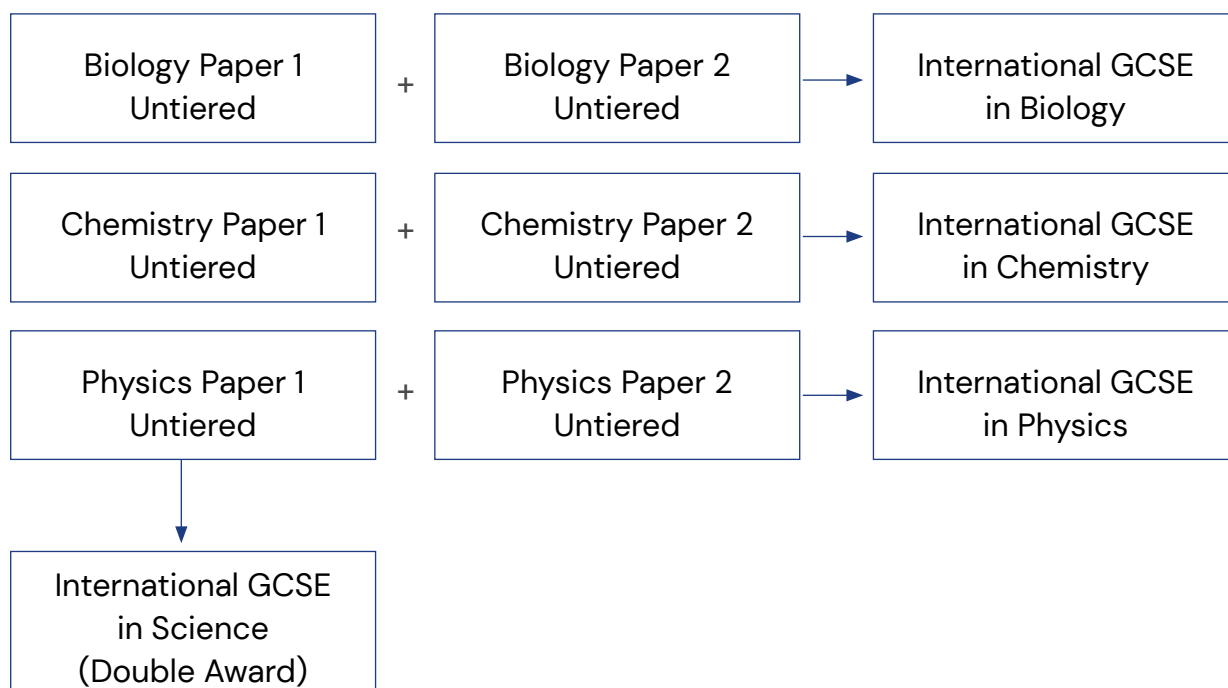 Biology Paper 1
Untiered
+
Biology Paper 2
Untiered
International GCSE
in Biology
Chemistry Paper 1
Untiered
+
Chemistry Paper 2
Untiered
International GCSE
in Chemistry
Physics Paper 1
Untiered
+
Physics Paper 2
Untiered
International GCSE
in Physics
International GCSE
in Science
(Double Award)